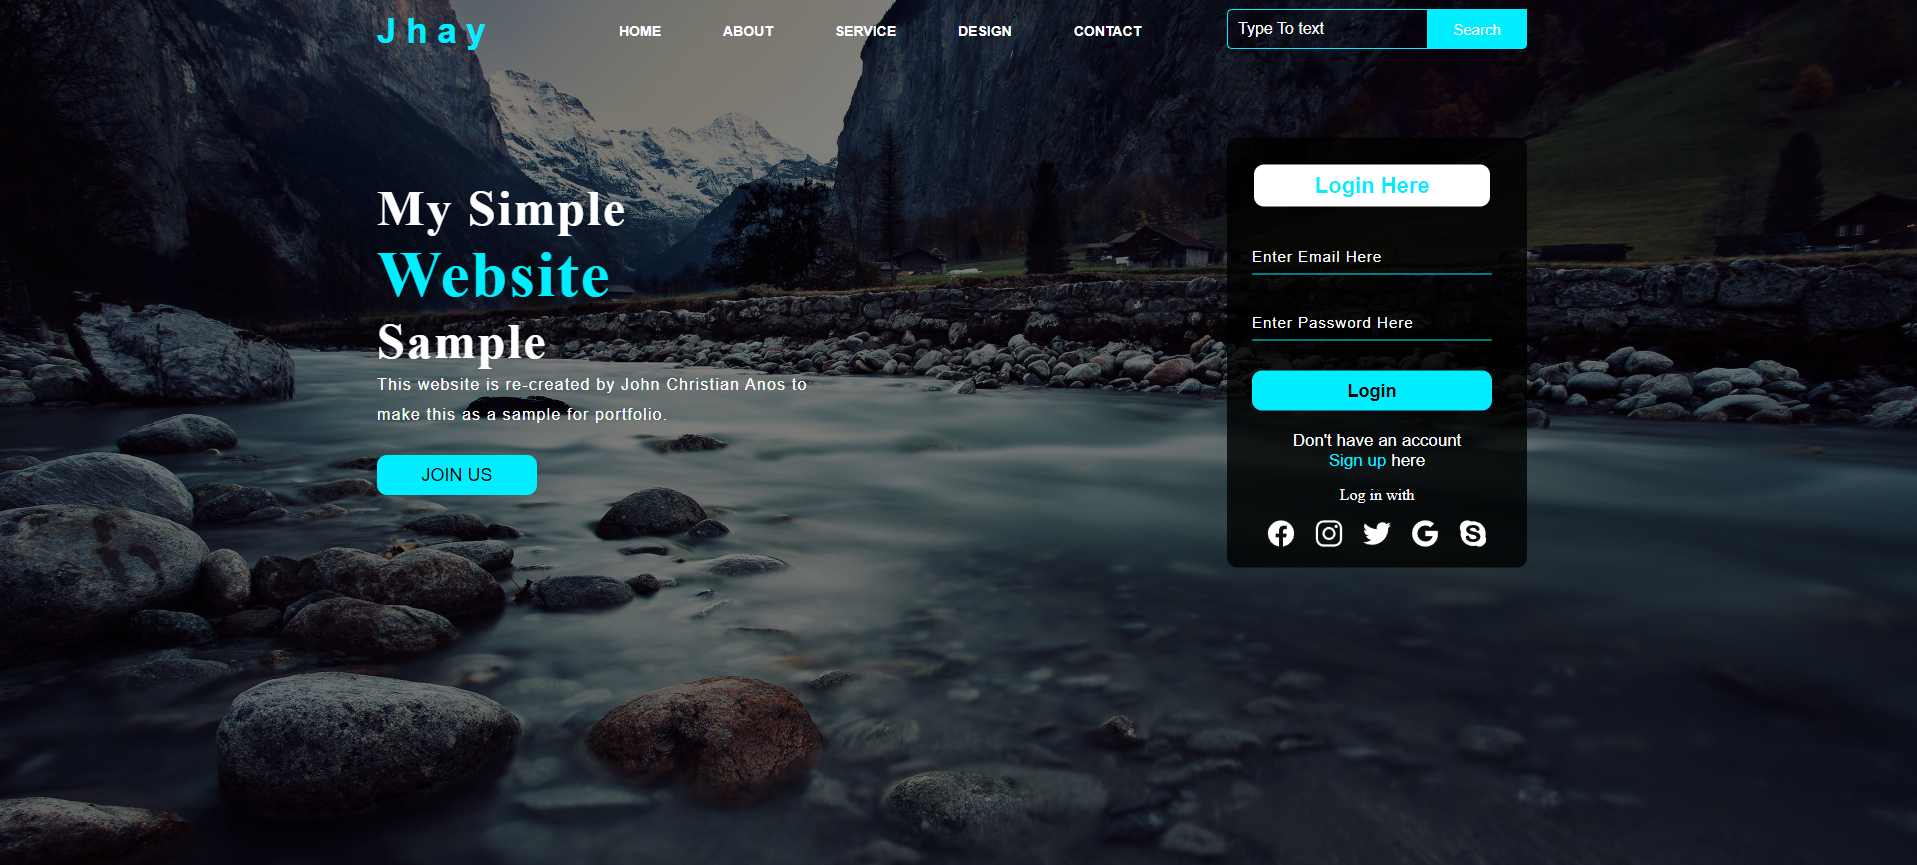 Jhay
HOME ABOUT SERVICE DESIGN CONTACT
Type To text
Search
My Simple
Website
Sample
This website is re-created by John Christian Anos to
make this as a sample for portfolio.
JOIN US
Login Here
Enter Email Here
Enter Password Here
Login
Don't have an account
Sign up here
Log in with